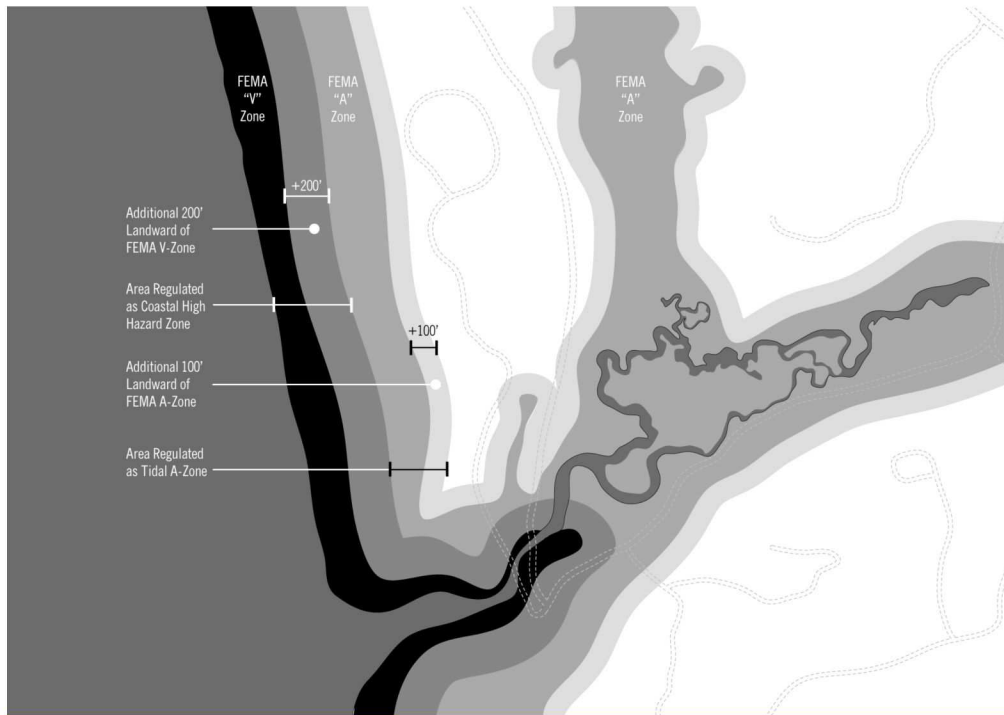 FEMA
“V”
Zone
FEMA
“A”
Zone
FEMA
“A”
Zone
+200’
Additional 200’
Landward of
FEMA V-Zone
Area Regulated
as Coastal High
Hazard Zone
+100’
Additional 100’
Landward of
FEMA A-Zone
Area Regulated
as Tidal A-Zone